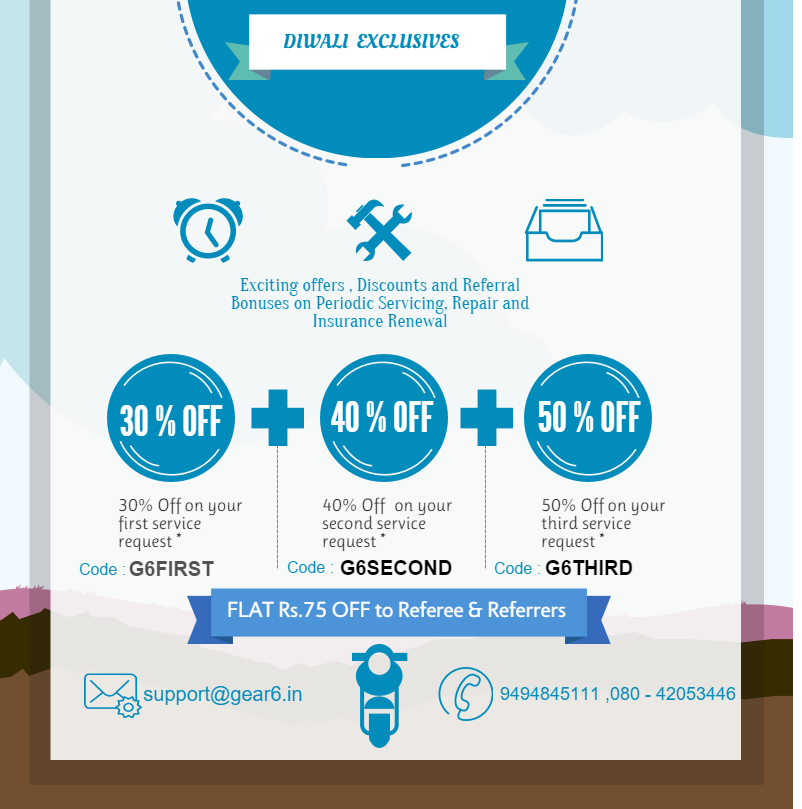 DIWALI EXCLUSIVES
Exciting offers , Discounts and Referral
Bonuses on Periodic Servicing, Repair and
Insurance Renewal
30 % OFF
40 % OFF
50 % OFF
30% Off on your
first service
request *
Code : G6FIRST
40% Off on your
second service
request *
Code : G6SECOND
50% Off on your
third service
request *
Code : G6THIRD
FLAT Rs.75 OFF to Referee & Referrers
support@gear6.in
9494845111 ,080 - 42053446